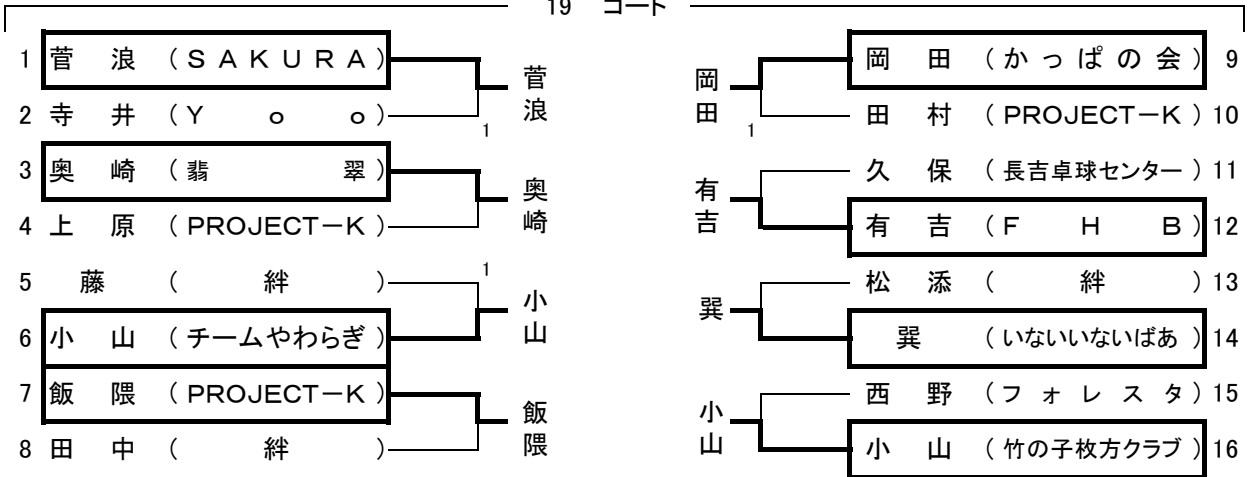 19 コート
1 菅 浪 (SAKURA)
菅浪
2 寺 井 (Yoo)
1
3 奥 崎 (翡翠)
奥崎
4 上 原 (PROJECT-K)
5 藤 (絆)
1
小山
6 小 山 (チームやわらぎ)
7 飯 隈 (PROJECT-K)
飯隈
8 田 中 (絆)
岡 田 (かっぱの会) 9
岡田
田 村 (PROJECT-K) 10
1
久 保 (長吉卓球センター) 11
有吉
有 吉 (FHB) 12
松 添 (絆) 13
巽
巽 (いないいないばあ) 14
西 野 (フォレスタ) 15
小山
小 山 (竹の子枚方クラブ) 16